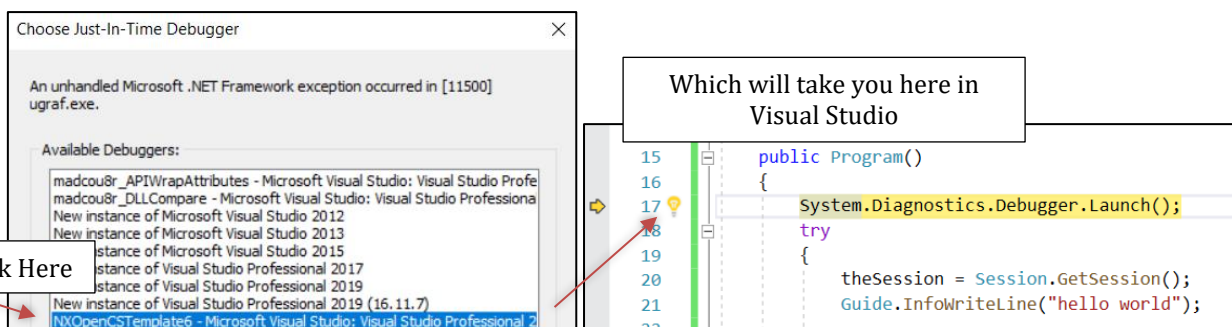 Choose Just-In-Time Debugger
An unhandled Microsoft .NET Framework exception occurred in [11500]
ugraf.exe.
Available Debuggers:
madcou8r_APIWrapAttributes - Microsoft Visual Studio: Visual Studio Profe
madcou8r_DLLCompare - Microsoft Visual Studio: Visual Studio Professiona
New instance of Microsoft Visual Studio 2012
New instance of Microsoft Visual Studio 2013
stance of Microsoft Visual Studio 2015
stance of Visual Studio Professional 2017
stance of Visual Studio Professional 2019
New instance of Visual Studio Professional 2019 (16.11.7)
NXOpenCSTemplate6 - Microsoft Visual Studio: Visual Studio Professional 2
k Here
Which will take you here in
Visual Studio
15 public Program()
16 {
17 System.Diagnostics.Debugger.Launch();
18 try
19 {
20 theSession = Session.GetSession();
21 Guide.InfoWriteLine("hello world");